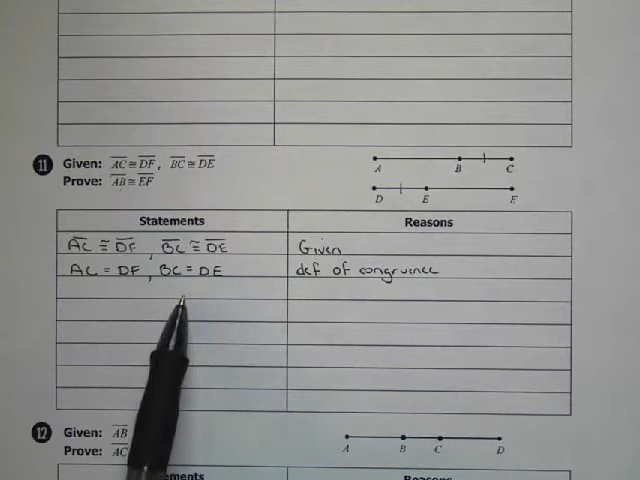 11 Given: AC ≅ DF, BC ≅ DE
Prove: AB ≅ EF
A B C
D E F
Statements Reasons
AC ≅ DF, BC ≅ DE Given
AC = DF, BC = DE def of congruence
12 Given: AB
Prove: AC
A B C D
Reasons